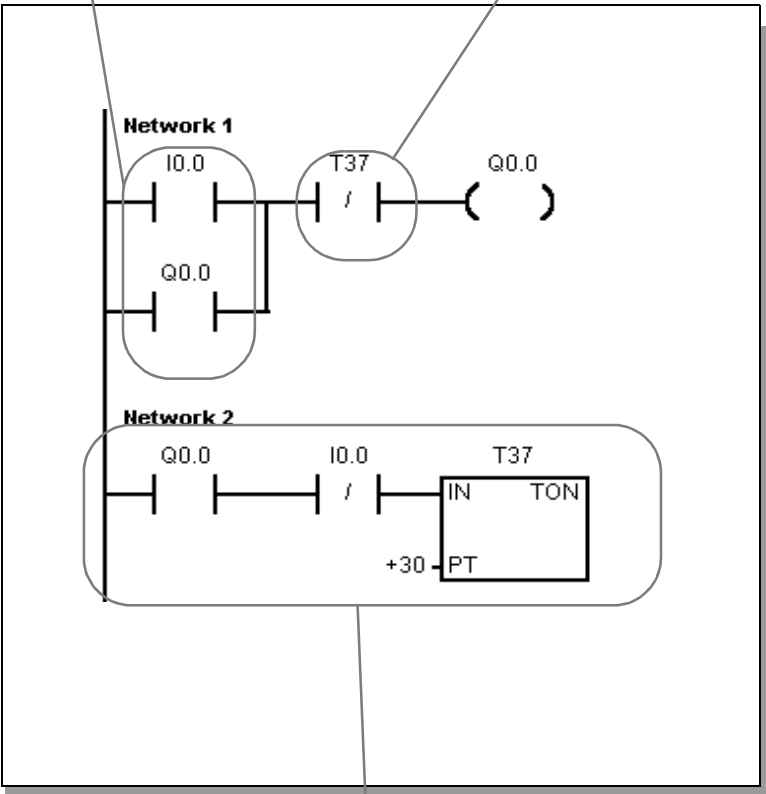 Network 1
I0.0 T37 Q0.0
/
Q0.0
Network 2
Q0.0 I0.0 T37
/ IN TON
+30 PT